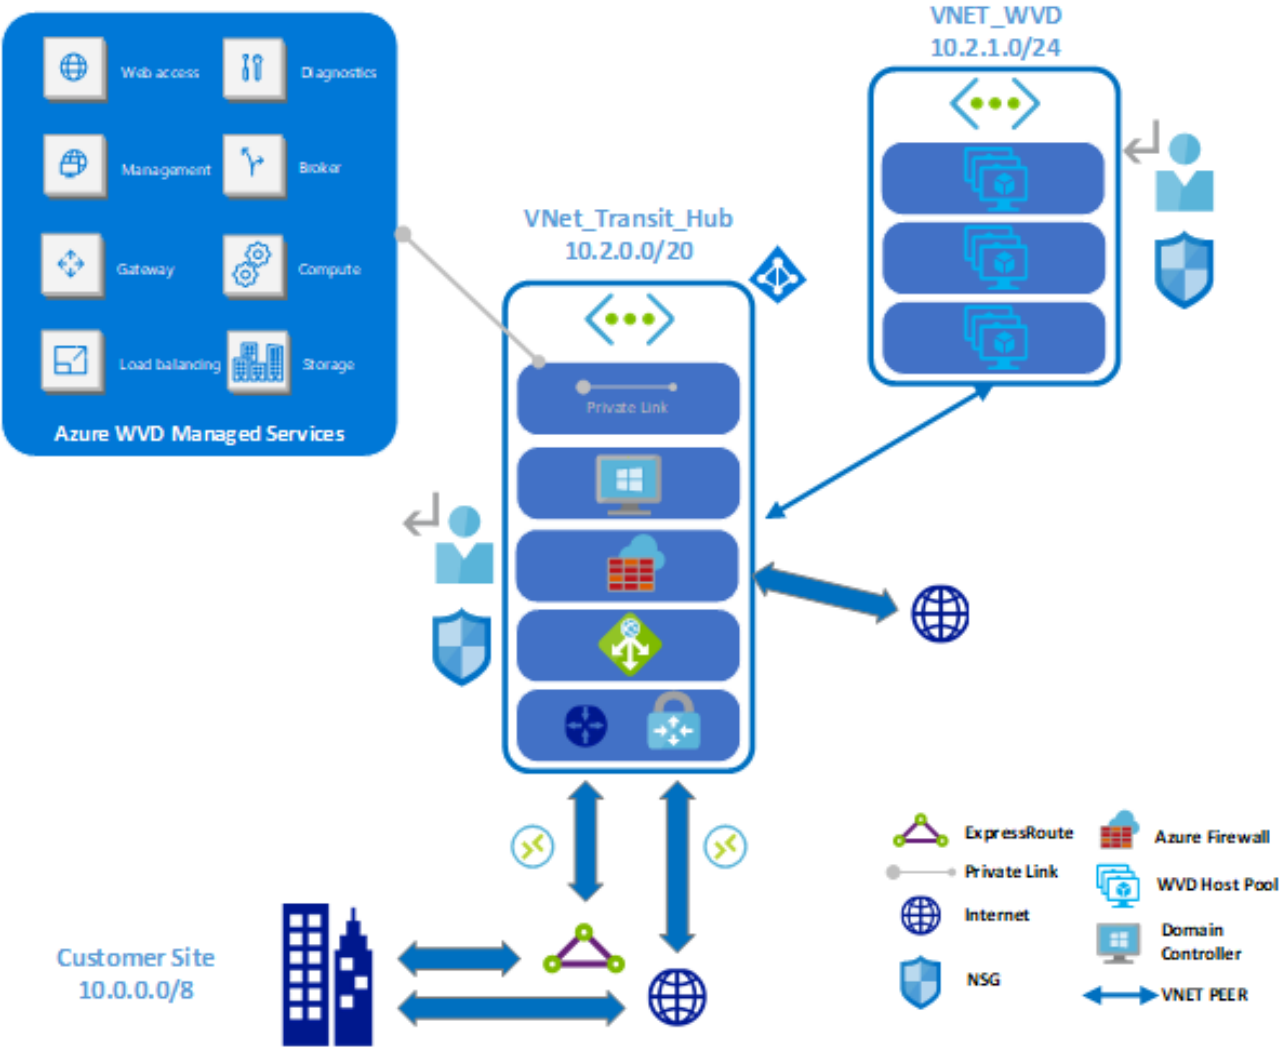 VNET_WVD
10.2.1.0/24
Web access
Diagnostics
Management
Broker
Gateway
Compute
Load balancing
Storage
Azure WVD Managed Services
VNet_Transit_Hub
10.2.0.0/20
Private Link
Customer Site
10.0.0.0/8
ExpressRoute
Azure Firewall
Private Link
WVD Host Pool
Internet
Domain
Controller
NSG
VNET PEER